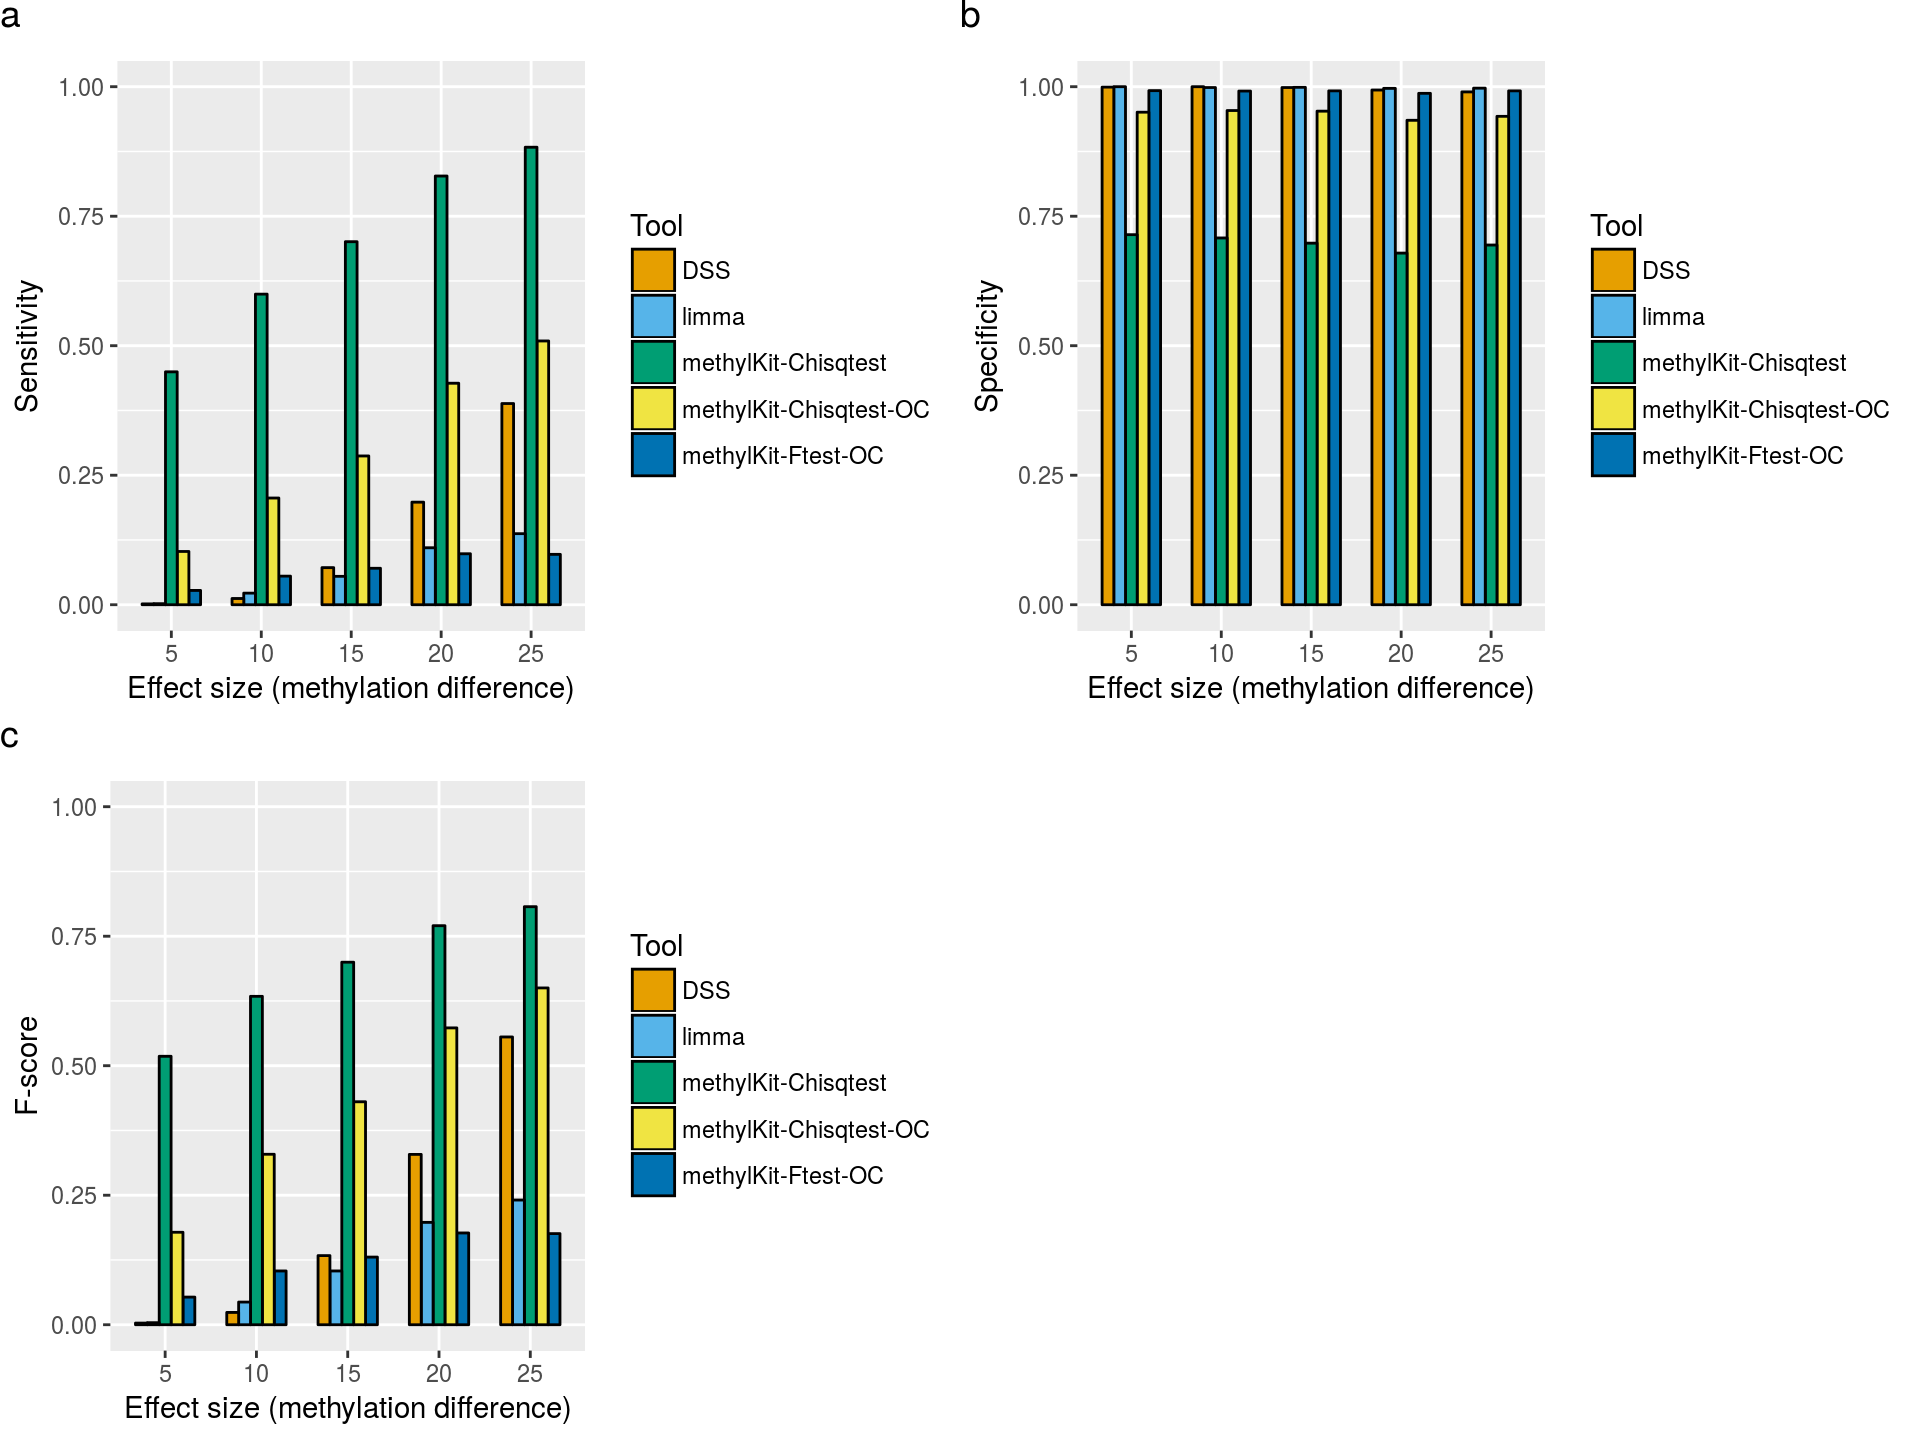 a
1.00
0.75
0.50
0.25
0.00
Sensitivity
5 10 15 20 25
Effect size (methylation difference)
Tool
DSS
limma
methylKit-Chisqtest
methylKit-Chisqtest-OC
methylKit-Ftest-OC
b
1.00
0.75
0.50
0.25
0.00
Specificity
5 10 15 20 25
Effect size (methylation difference)
Tool
DSS
limma
methylKit-Chisqtest
methylKit-Chisqtest-OC
methylKit-Ftest-OC
c
1.00
0.75
0.50
0.25
0.00
F-score
5 10 15 20 25
Effect size (methylation difference)
Tool
DSS
limma
methylKit-Chisqtest
methylKit-Chisqtest-OC
methylKit-Ftest-OC